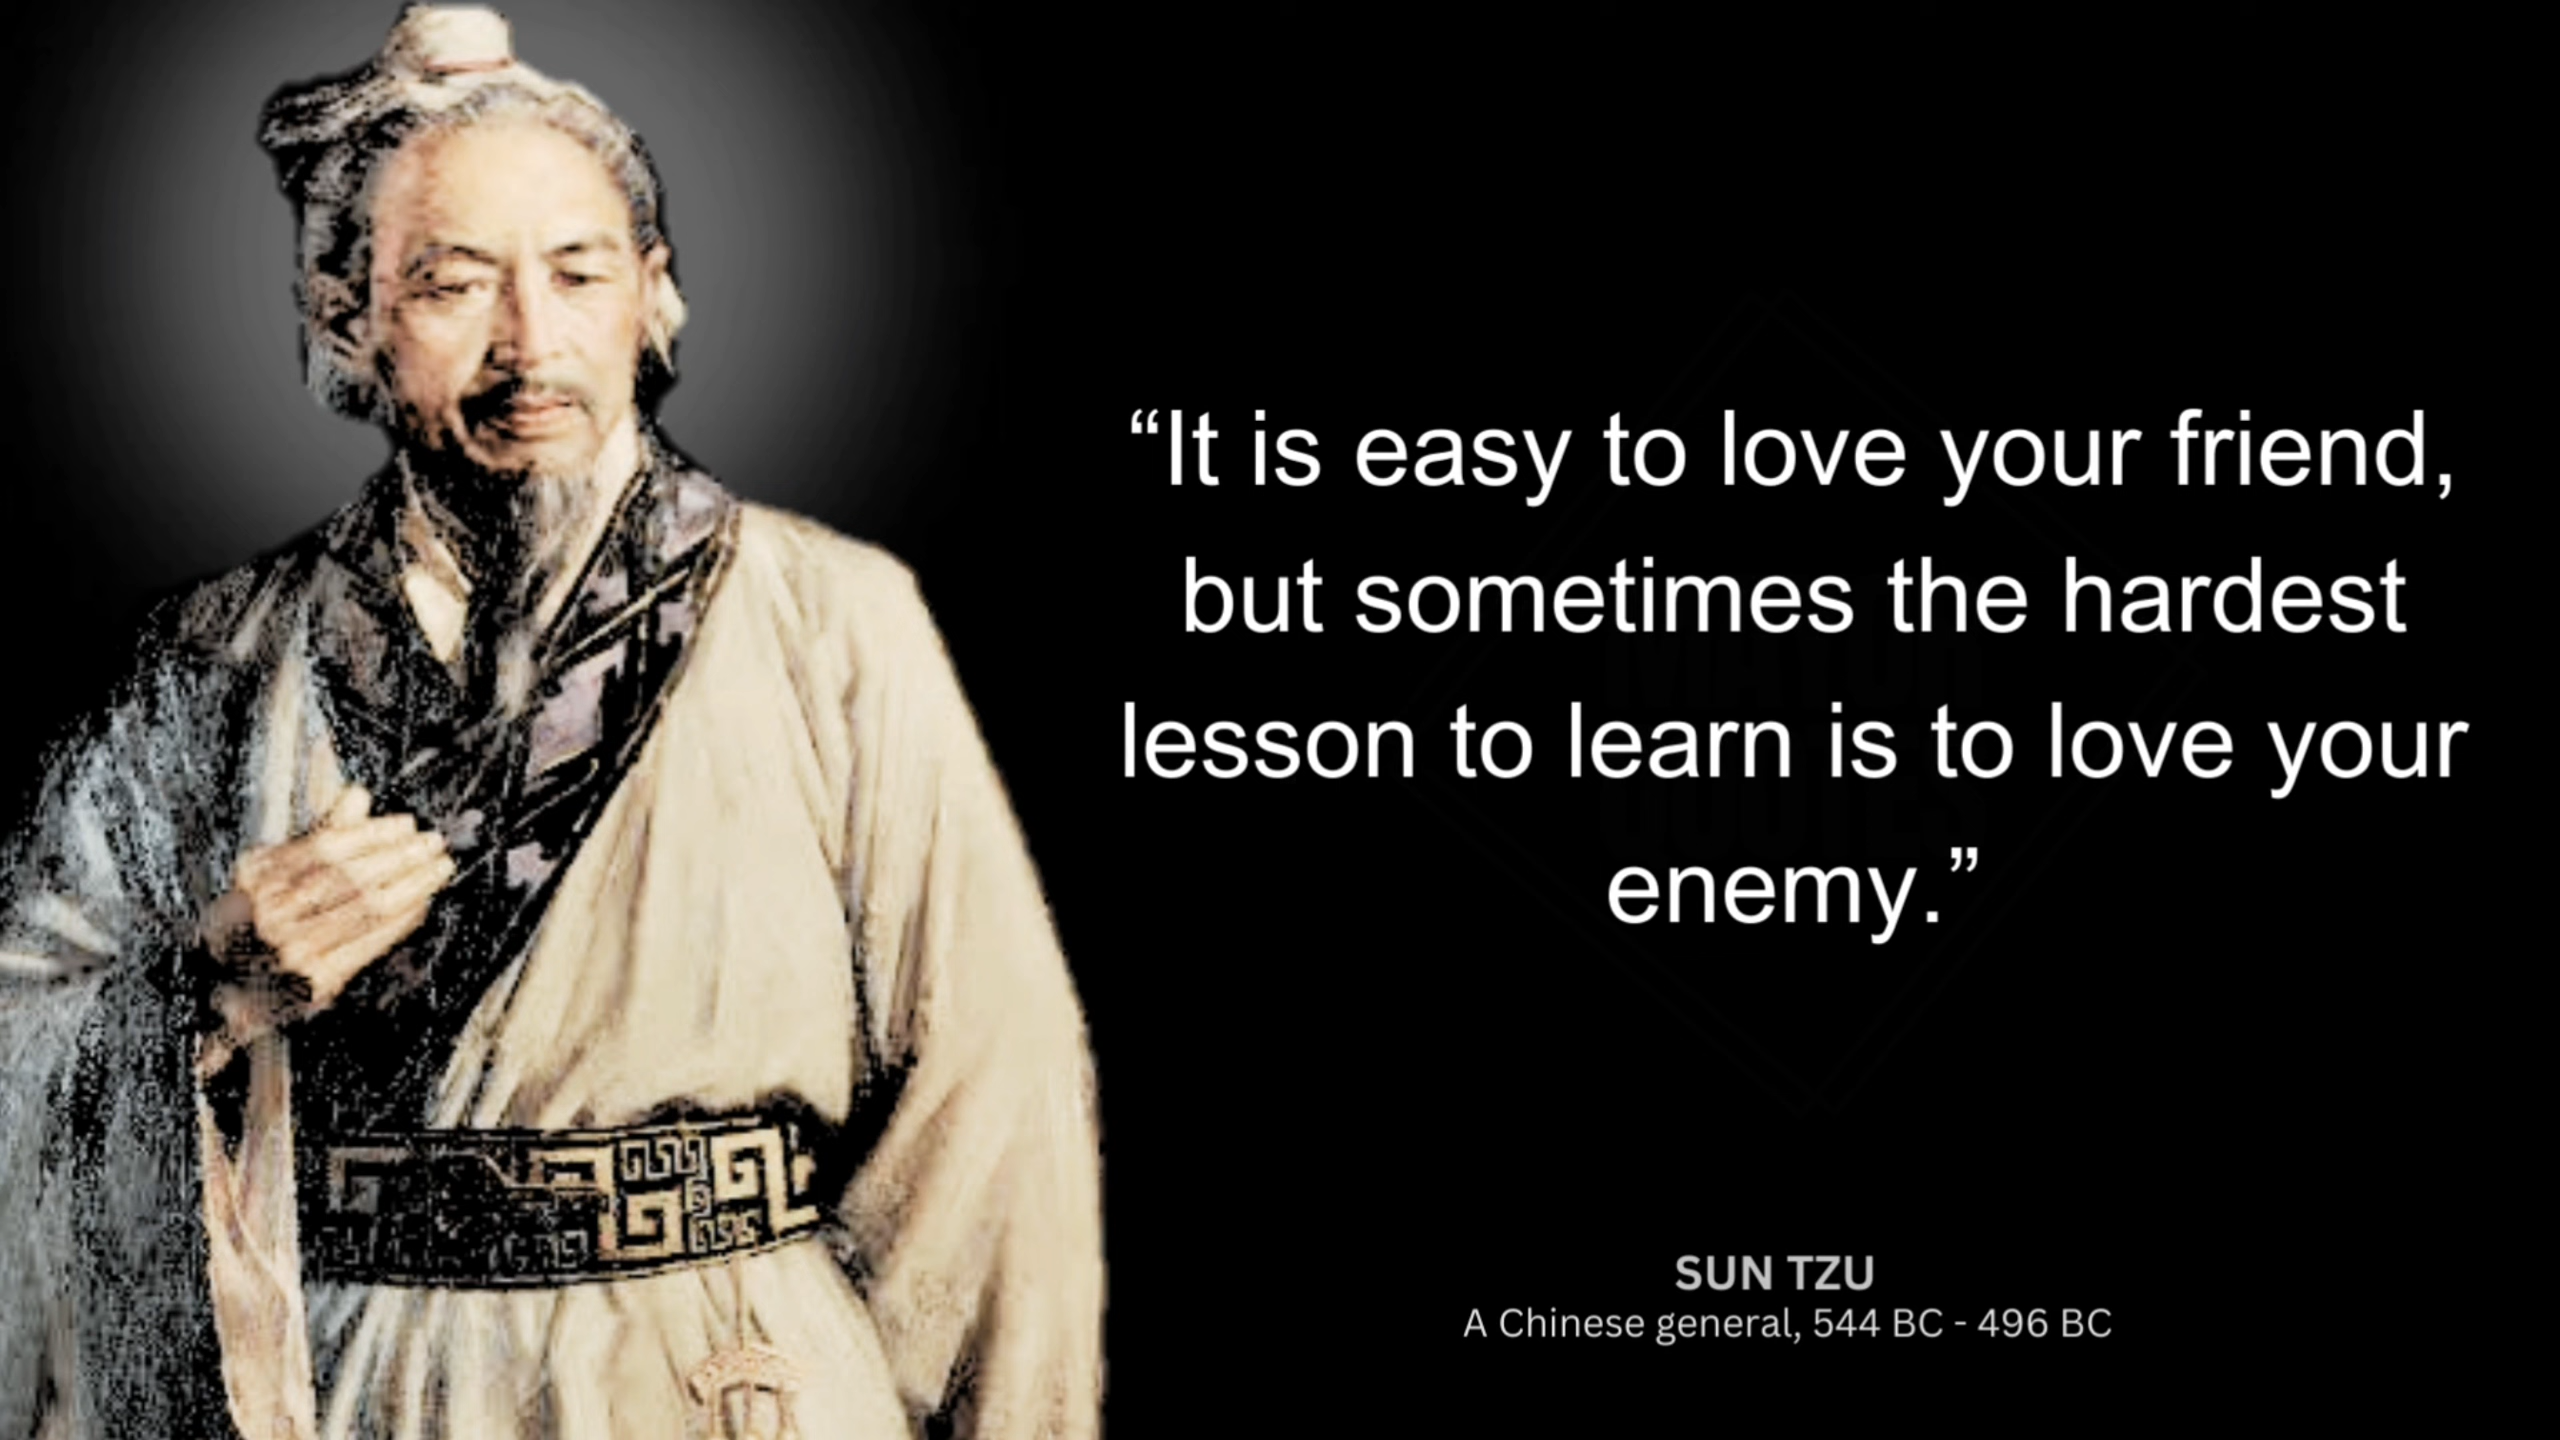 “It is easy to love your friend,
but sometimes the hardest
lesson to learn is to love your
enemy.”
SUN TZU
A Chinese general, 544 BC - 496 BC